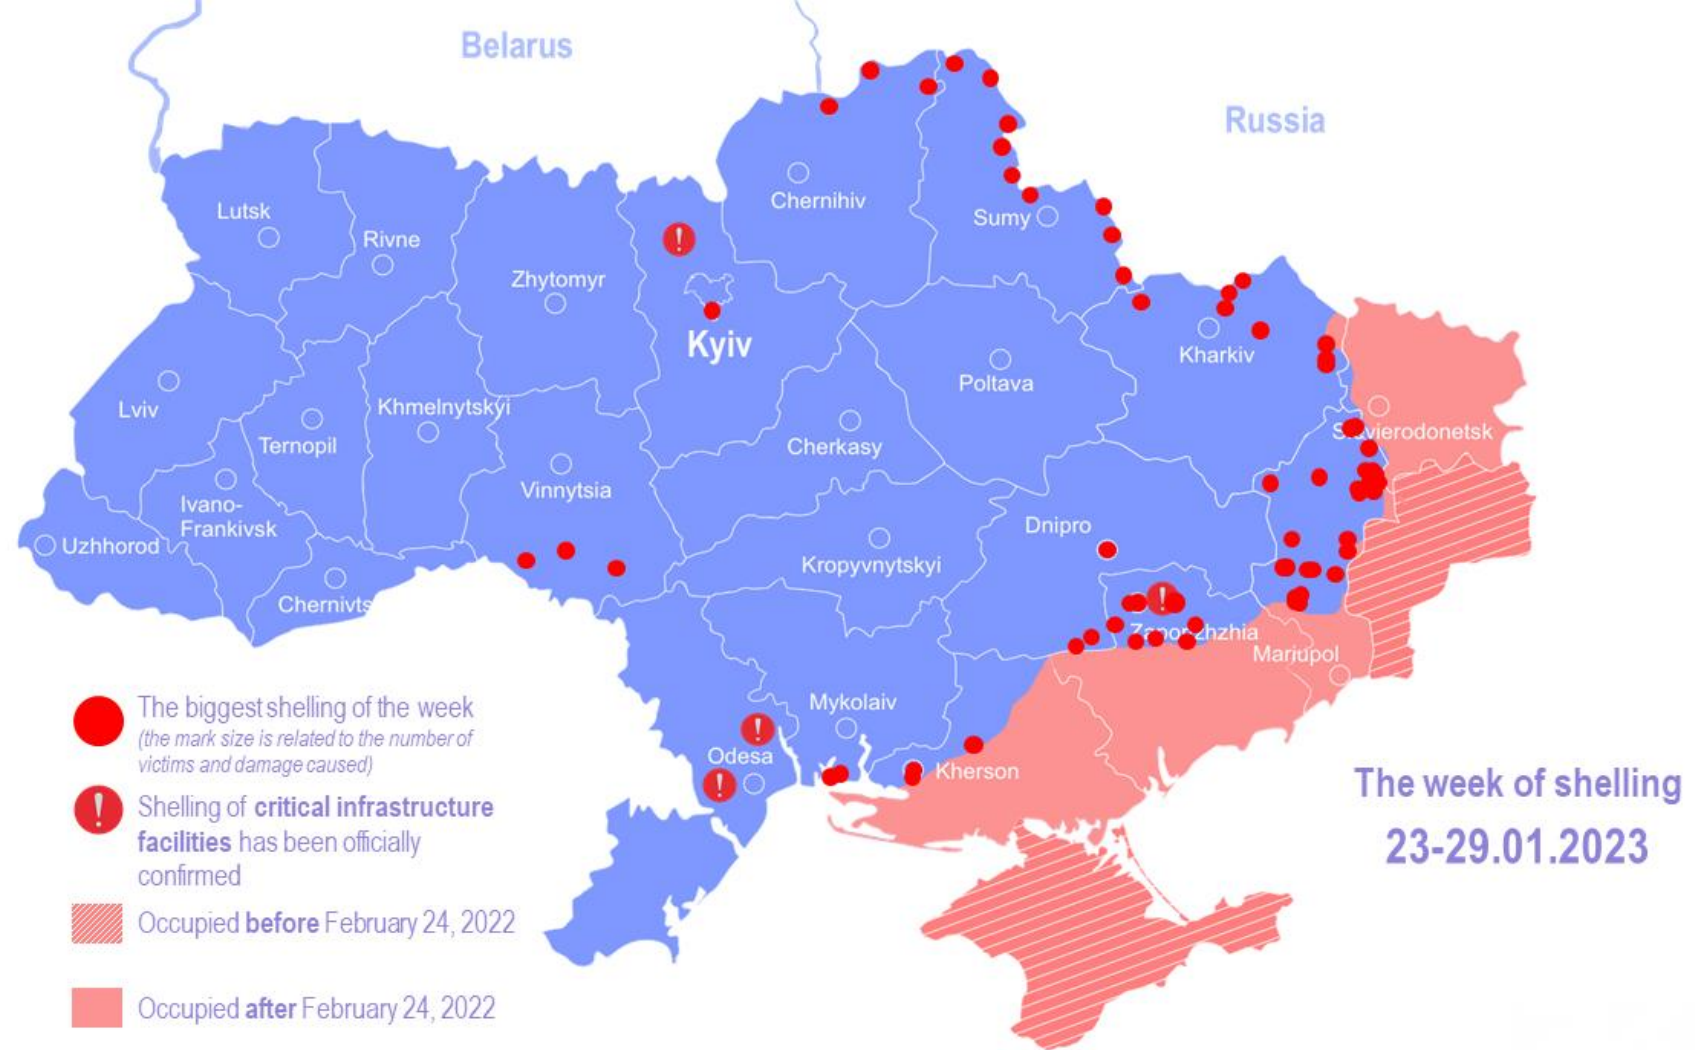 Belarus
Russia
Chernihiv
Lutsk
Sumy
Rivne
Zhytomyr
Kyiv
Kharkiv
Poltava
Lviv
Khmelnytskyi
Ternopil
Cherkasy
Sievierodonetsk
Vinnytsia
Ivano-
Frankivsk
Dnipro
Uzhhorod
Kropyvnytskyi
Chernivts
Zaporizhzhia
Mariupol
Mykolaiv
Odesa
Kherson
The biggest shelling of the week
(the mark size is related to the number of
victims and damage caused)
Shelling of critical infrastructure
facilities has been officially
confirmed
Occupied before February 24, 2022
Occupied after February 24, 2022
The week of shelling
23-29.01.2023